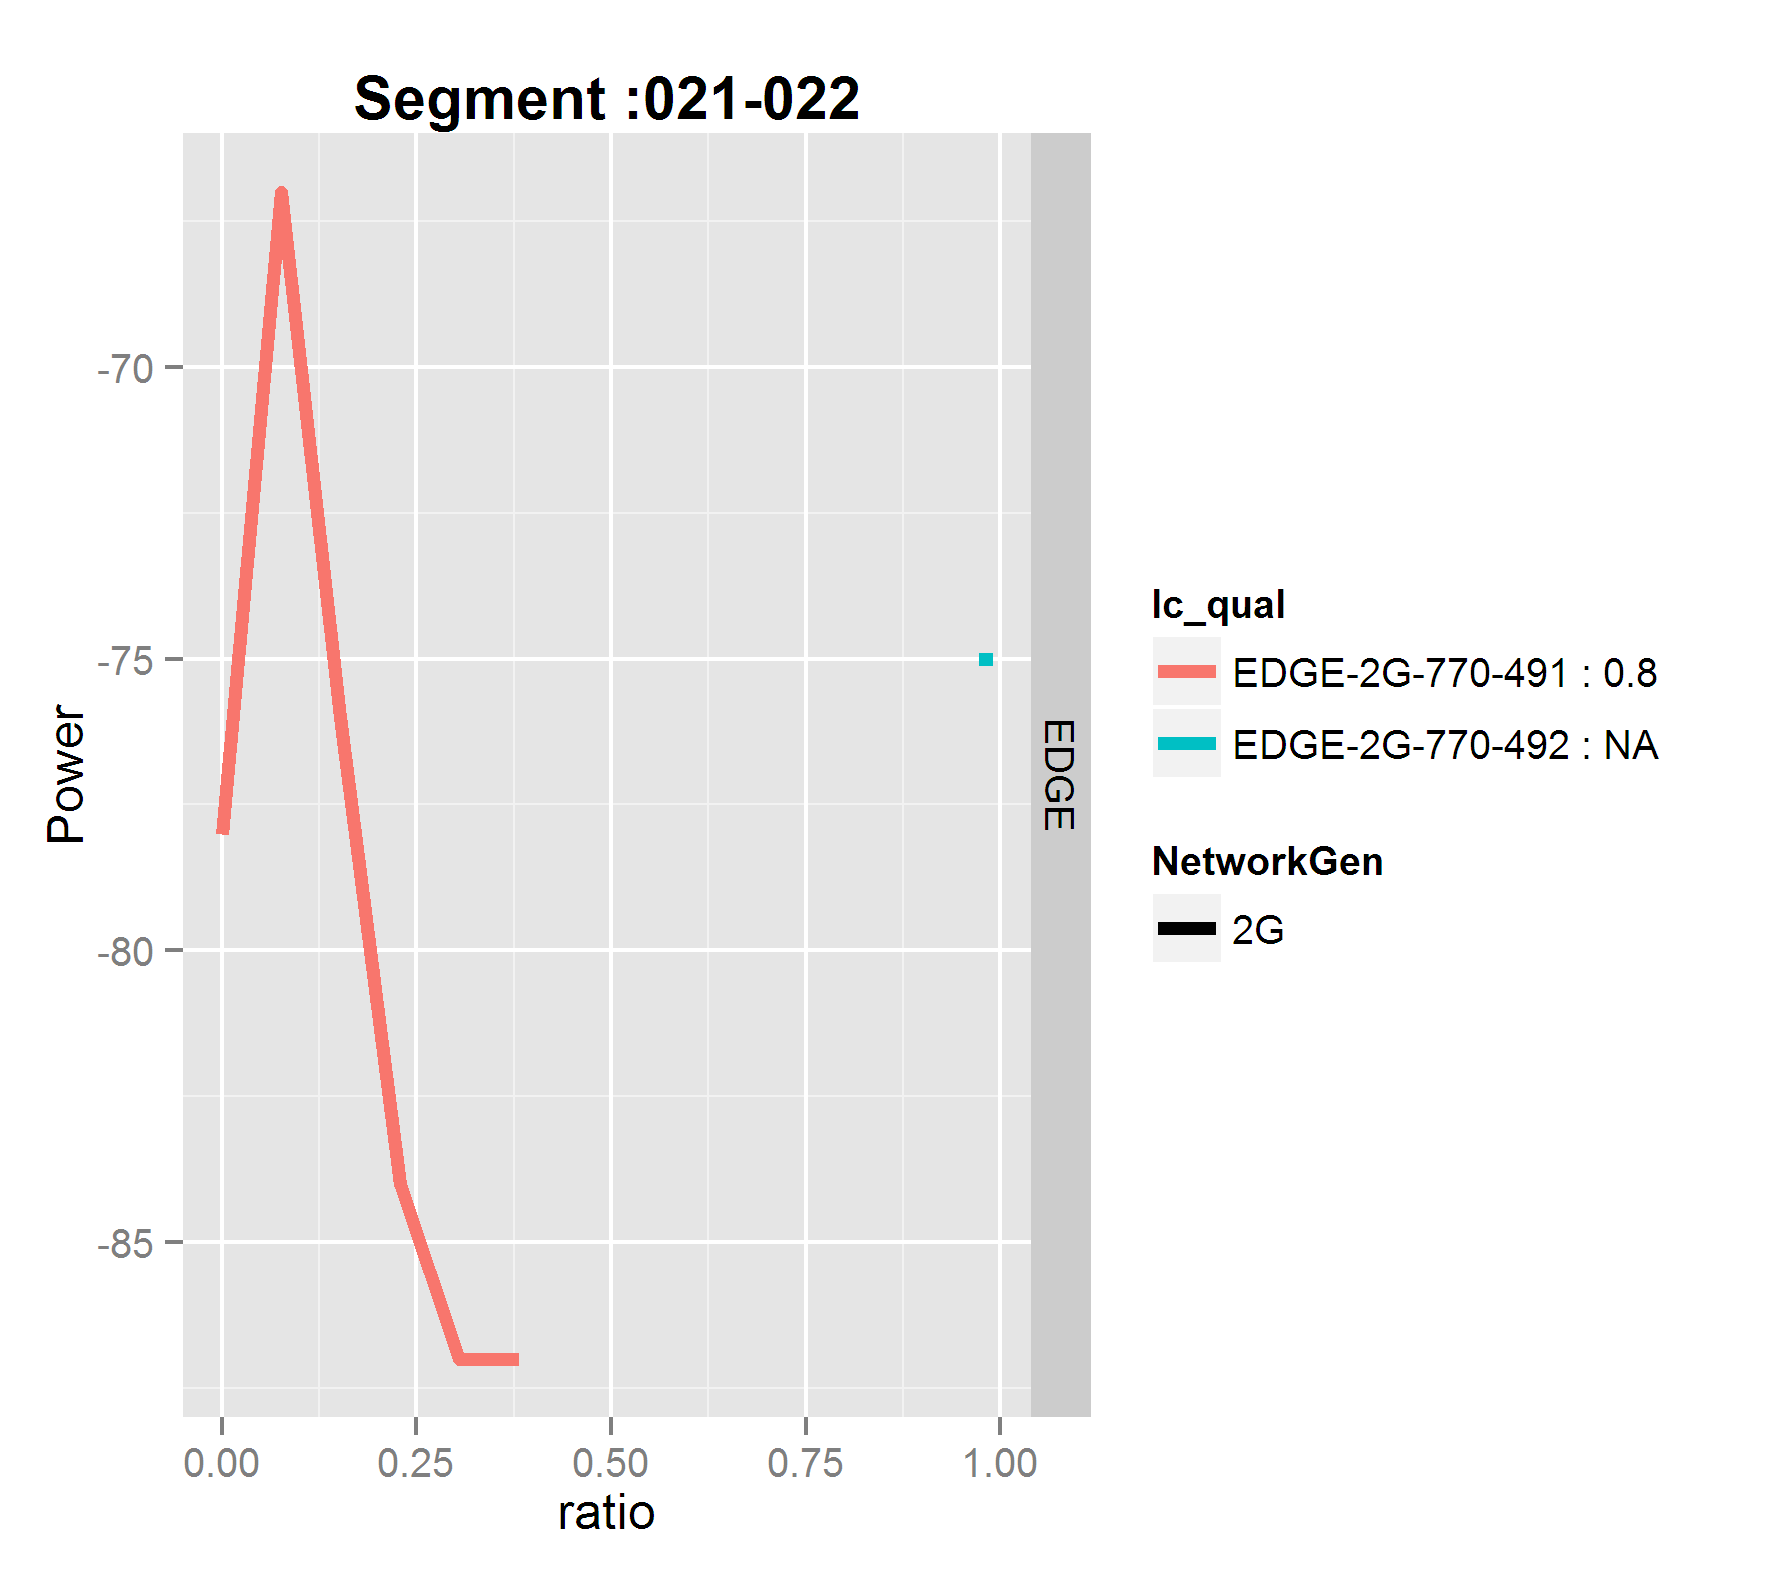 Segment :021-022
Power
-70
-75
-80
-85
0.00 0.25 0.50 0.75 1.00
ratio
EDGE
lc_qual
EDGE-2G-770-491 : 0.8
EDGE-2G-770-492 : NA
NetworkGen
2G